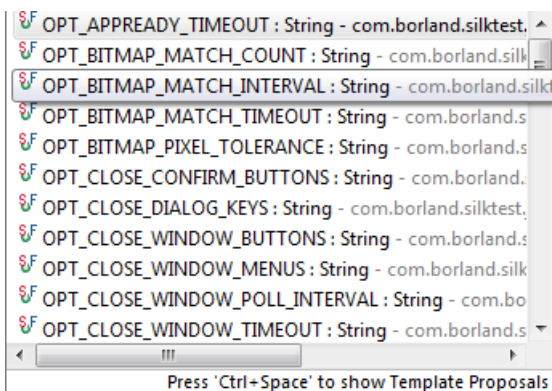 OPT_APPREADY_TIMEOUT : String - com.borland.silktest.
OPT_BITMAP_MATCH_COUNT : String - com.borland.silk
OPT_BITMAP_MATCH_INTERVAL : String - com.borland.silkt
OPT_BITMAP_MATCH_TIMEOUT : String - com.borland.s
OPT_BITMAP_PIXEL_TOLERANCE : String - com.borland.s
OPT_CLOSE_CONFIRM_BUTTONS : String - com.borland.
OPT_CLOSE_DIALOG_KEYS : String - com.borland.silktest.
OPT_CLOSE_WINDOW_BUTTONS : String - com.borland.s
OPT_CLOSE_WINDOW_MENUS : String - com.borland.silk
OPT_CLOSE_WINDOW_POLL_INTERVAL : String - com.bo
OPT_CLOSE_WINDOW_TIMEOUT : String - com.borland.s
Press 'Ctrl+Space' to show Template Proposals